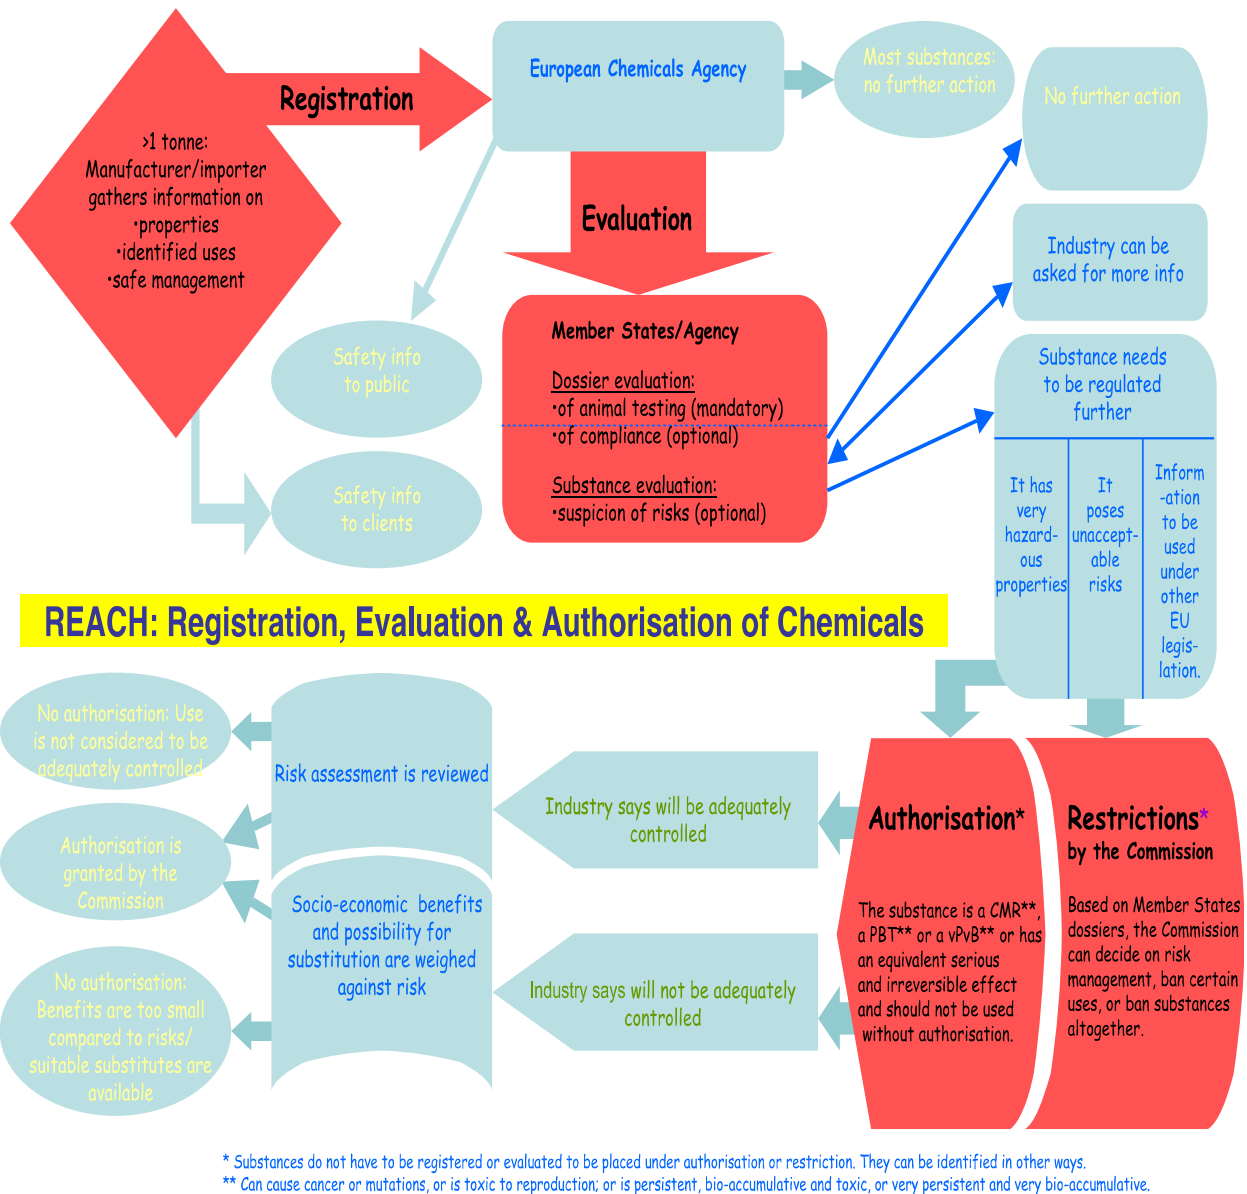 >1 tonne:
Manufacturer/importer
gathers information on
•properties
•identified uses
•safe management
Registration
European Chemicals Agency
Most substances:
no further action
No further action
Evaluation
Industry can be
asked for more info
Safety info
to public
Safety info
to clients
Member States/Agency
Dossier evaluation:
•of animal testing (mandatory)
•of compliance (optional)
Substance evaluation:
•suspicion of risks (optional)
Substance needs
to be regulated
further
It has
very
hazard-
ous
properties
It
poses
unaccept-
able
risks
Inform
-ation
to be
used
under
other
EU
legis-
lation.
REACH: Registration, Evaluation & Authorisation of Chemicals
No authorisation: Use
is not considered to be
adequately controlled
Authorisation is
granted by the
Commission
No authorisation:
Benefits are too small
compared to risks/
suitable substitutes are
available
Risk assessment is reviewed
Socio-economic benefits
and possibility for
substitution are weighed
against risk
Industry says will be adequately
controlled
Industry says will not be adequately
controlled
Authorisation*
The substance is a CMR**,
a PBT** or a vPvB** or has
an equivalent serious
and irreversible effect
and should not be used
without authorisation.
Restrictions*
by the Commission
Based on Member States
dossiers, the Commission
can decide on risk
management, ban certain
uses, or ban substances
altogether.
* Substances do not have to be registered or evaluated to be placed under authorisation or restriction. They can be identified in other ways.
** Can cause cancer or mutations, or is toxic to reproduction; or is persistent, bio-accumulative and toxic, or very persistent and very bio-accumulative.